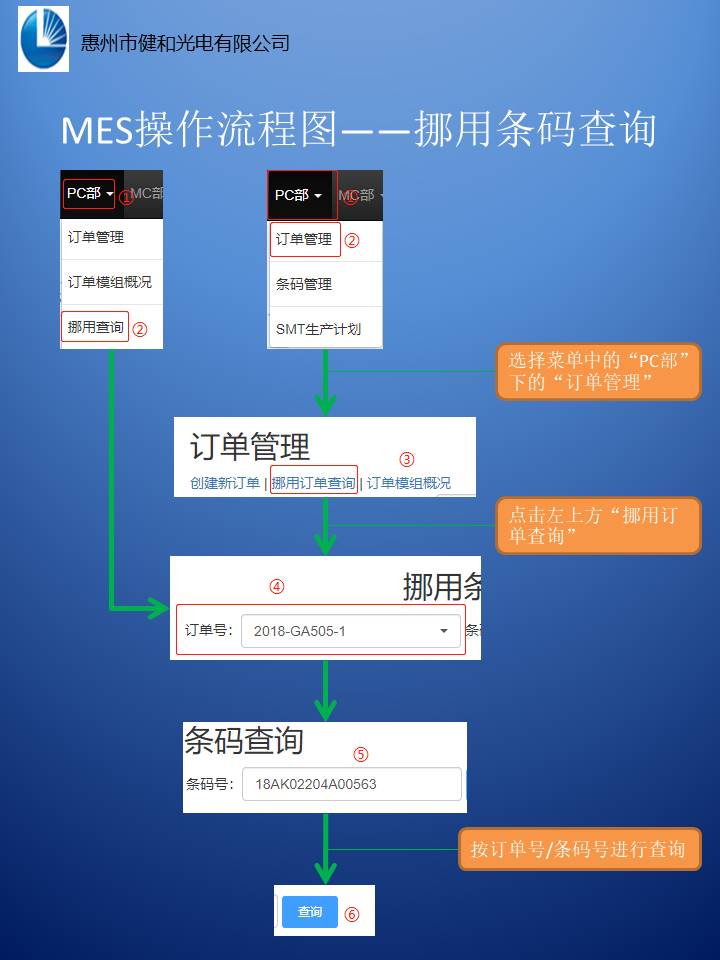 惠州市健和光电有限公司
MES操作流程图——挪用条码查询
PC部 ① MC部
订单管理
订单模组概况
挪用查询 ②
PC部 ① MC部
订单管理 ②
条码管理
SMT生产计划
选择菜单中的“PC部”
下的“订单管理”
订单管理
③
创建新订单 | 挪用订单查询 | 订单模组概况
点击左上方“挪用订
单查询”
④
挪用条
订单号: 2018-GA505-1
条码查询
⑤
条码号: 18AK02204A00563
按订单号/条码号进行查询
查询 ⑥